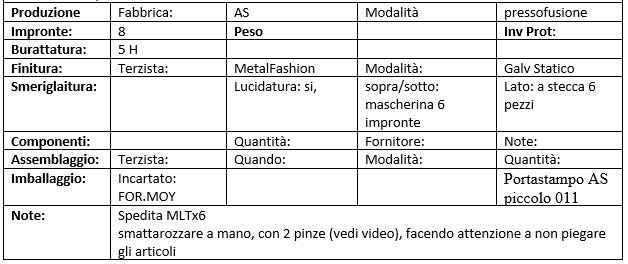 Produzione Fabbrica: AS Modalità pressofusione
Impronte: 8 Peso Inv Prot:
Burattatura: 5 H
Finitura: Terzista: MetalFashion Modalità: Galv Statico
Smeriglaitura: Lucidatura: si, sopra/sotto: Lato: a stecca 6
mascherina 6 pezzi
impronte
Componenti: Quantità: Fornitore: Note:
Assemblaggio: Terzista: Quando: Modalità: Quantità:
Imballaggio: Incartato: Portastampo AS
FOR.MOY piccolo 011
Note: Spedita MLTx6
smattarozzare a mano, con 2 pinze (vedi video), facendo attenzione a non piegare
gli articoli